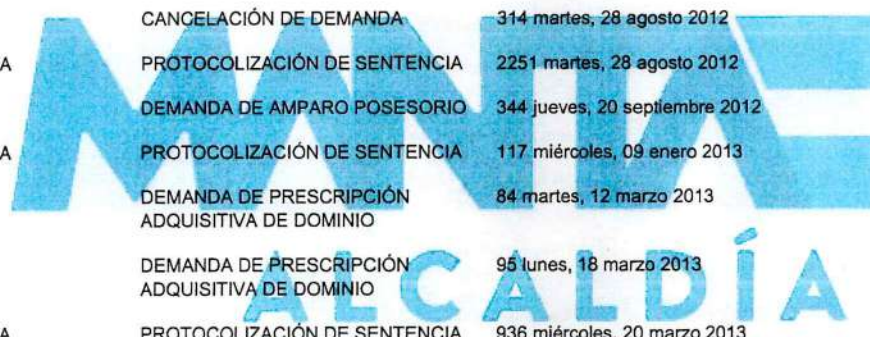 CANCELACIÓN DE DEMANDA 314 martes, 28 agosto 2012
A PROTOCOLIZACIÓN DE SENTENCIA 2251 martes, 28 agosto 2012
DEMANDA DE AMPARO POSESORIO 344 jueves, 20 septiembre 2012
A PROTOCOLIZACIÓN DE SENTENCIA 117 miércoles, 09 enero 2013
DEMANDA DE PRESCRIPCIÓN 84 martes, 12 marzo 2013
ADQUISITIVA DE DOMINIO
DEMANDA DE PRESCRIPCIÓN 95 lunes, 18 marzo 2013
ADQUISITIVA DE DOMINIO
A PROTOCOLIZACIÓN DE SENTENCIA 936 miércoles, 20 marzo 2013
MANTA
ALCALDÍA